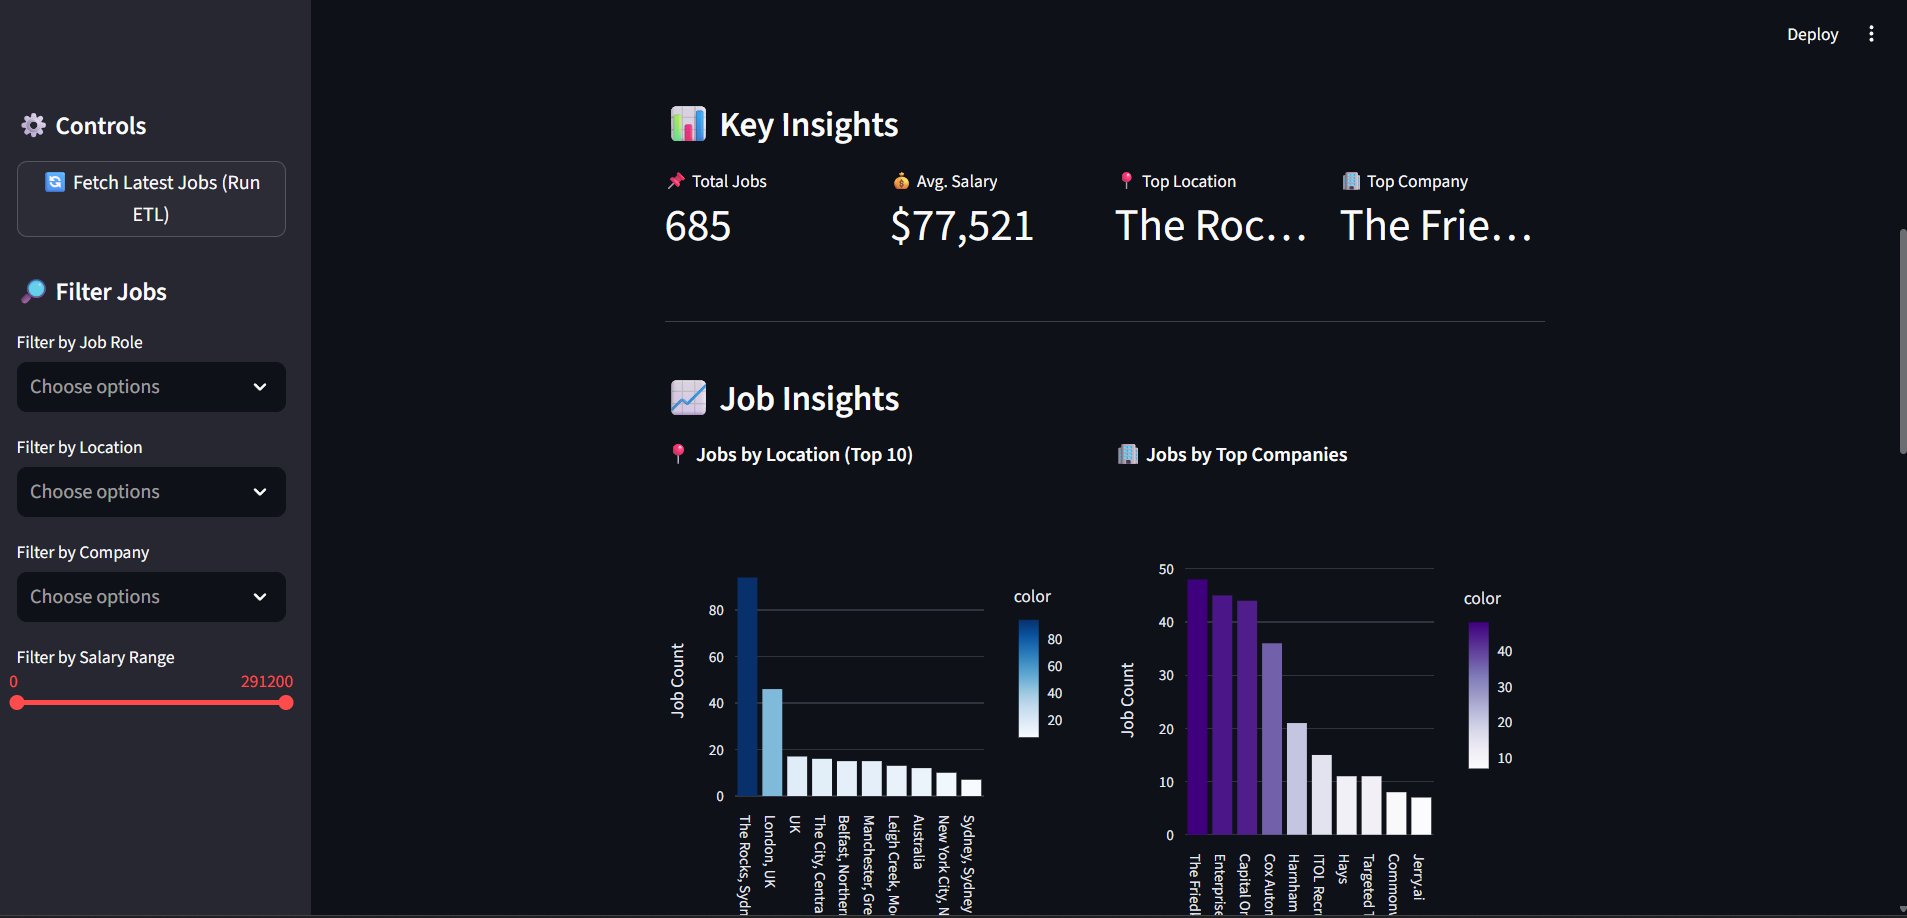 Deploy
Controls
Fetch Latest Jobs (Run
ETL)
Filter Jobs
Filter by Job Role
Choose options
Filter by Location
Choose options
Filter by Company
Choose options
Filter by Salary Range
0
291200
Key Insights
Total Jobs
685
Avg. Salary
$77,521
Top Location
The Roc…
Top Company
The Frie…
Job Insights
Jobs by Location (Top 10)
Job Count
80
60
40
20
0
The Rocks, Sydn
London, UK
UK
The City, Centra
Belfast, Northern
Manchester, Gre
Leigh Creek, Mo
Australia
New York City, N
Sydney, Sydney
color
80
60
40
20
Jobs by Top Companies
Job Count
50
40
30
20
10
0
The Friedl
Enterprise
Capital On
Cox Autom
Harnham
ITOL Recru
Hays
Targeted T
Commonw
Jerry.ai
color
40
30
20
10